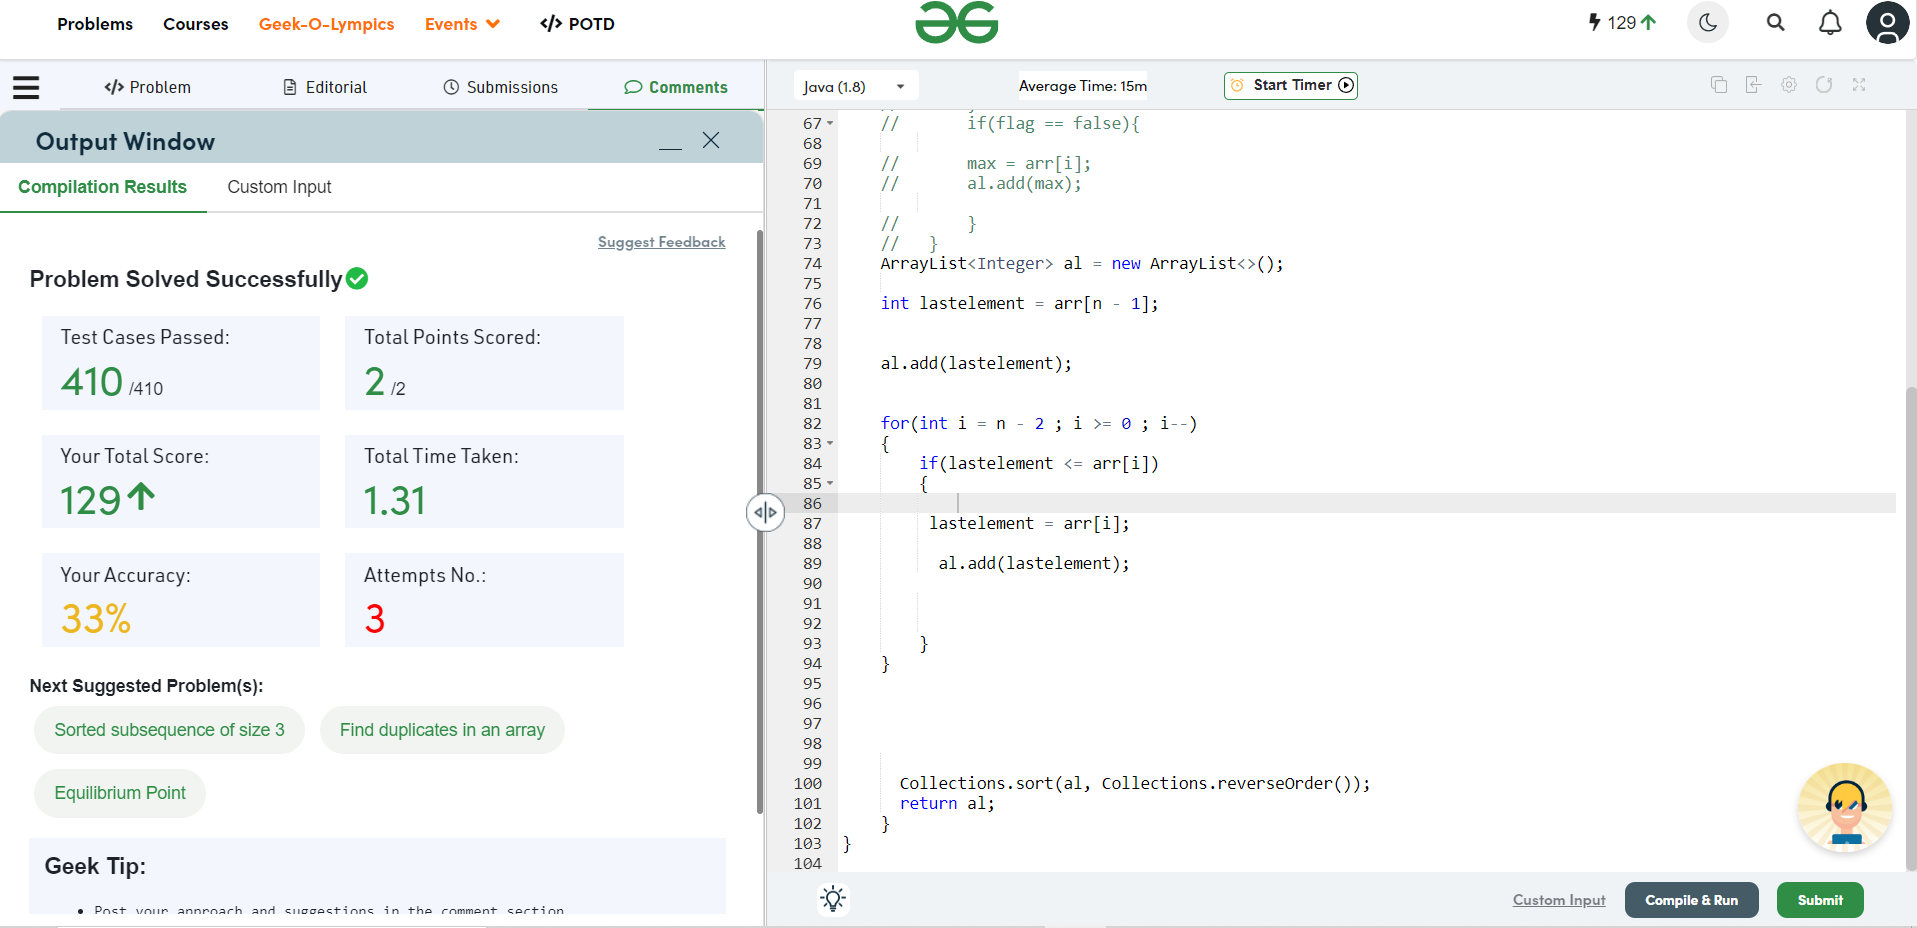 Problems Courses Geek-O-Lympics Events </> POTD 129
</> Problem Editorial Submissions Comments
Output Window
Compilation Results Custom Input
Suggest Feedback
Problem Solved Successfully
Test Cases Passed: Total Points Scored:
410 /410 2 /2
Your Total Score: Total Time Taken:
129 1.31
Your Accuracy: Attempts No.:
33% 3
Next Suggested Problem(s):
Sorted subsequence of size 3 Find duplicates in an array
Equilibrium Point
Geek Tip:
• Post your approach and suggestions in the comment section
Java (1.8) Average Time: 15m Start Timer
67 // if(flag == false){
68
69 // max = arr[i];
70 // al.add(max);
71
72 // }
73 // }
74 ArrayList<Integer> al = new ArrayList<>();
75
76 int lastelement = arr[n - 1];
77
78
79 al.add(lastelement);
80
81
82 for(int i = n - 2 ; i >= 0 ; i--)
83 {
84 if(lastelement <= arr[i])
85 {
86
87 lastelement = arr[i];
88
89 al.add(lastelement);
90
91
92
93 }
94 }
95
96
97
98
99
100 Collections.sort(al, Collections.reverseOrder());
101 return al;
102 }
103 }
104
Custom Input Compile & Run Submit